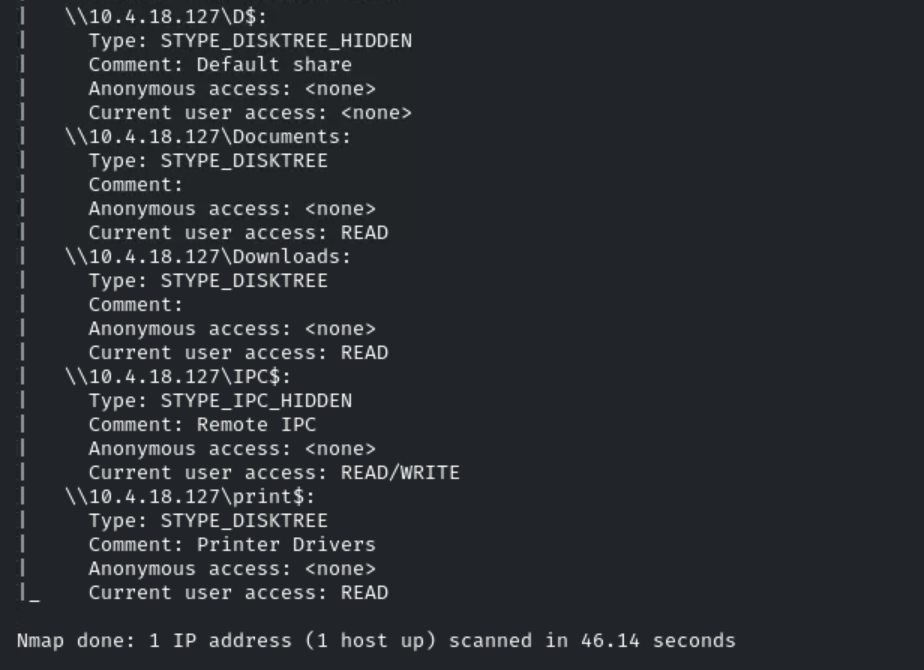 |   \\10.4.18.127\D$:
|     Type: STYPE_DISKTREE_HIDDEN
|     Comment: Default share
|     Anonymous access: <none>
|     Current user access: <none>
|   \\10.4.18.127\Documents:
|     Type: STYPE_DISKTREE
|     Comment:
|     Anonymous access: <none>
|     Current user access: READ
|   \\10.4.18.127\Downloads:
|     Type: STYPE_DISKTREE
|     Comment:
|     Anonymous access: <none>
|     Current user access: READ
|   \\10.4.18.127\IPC$:
|     Type: STYPE_IPC_HIDDEN
|     Comment: Remote IPC
|     Anonymous access: <none>
|     Current user access: READ/WRITE
|   \\10.4.18.127\print$:
|     Type: STYPE_DISKTREE
|     Comment: Printer Drivers
|     Anonymous access: <none>
|_    Current user access: READ
Nmap done: 1 IP address (1 host up) scanned in 46.14 seconds